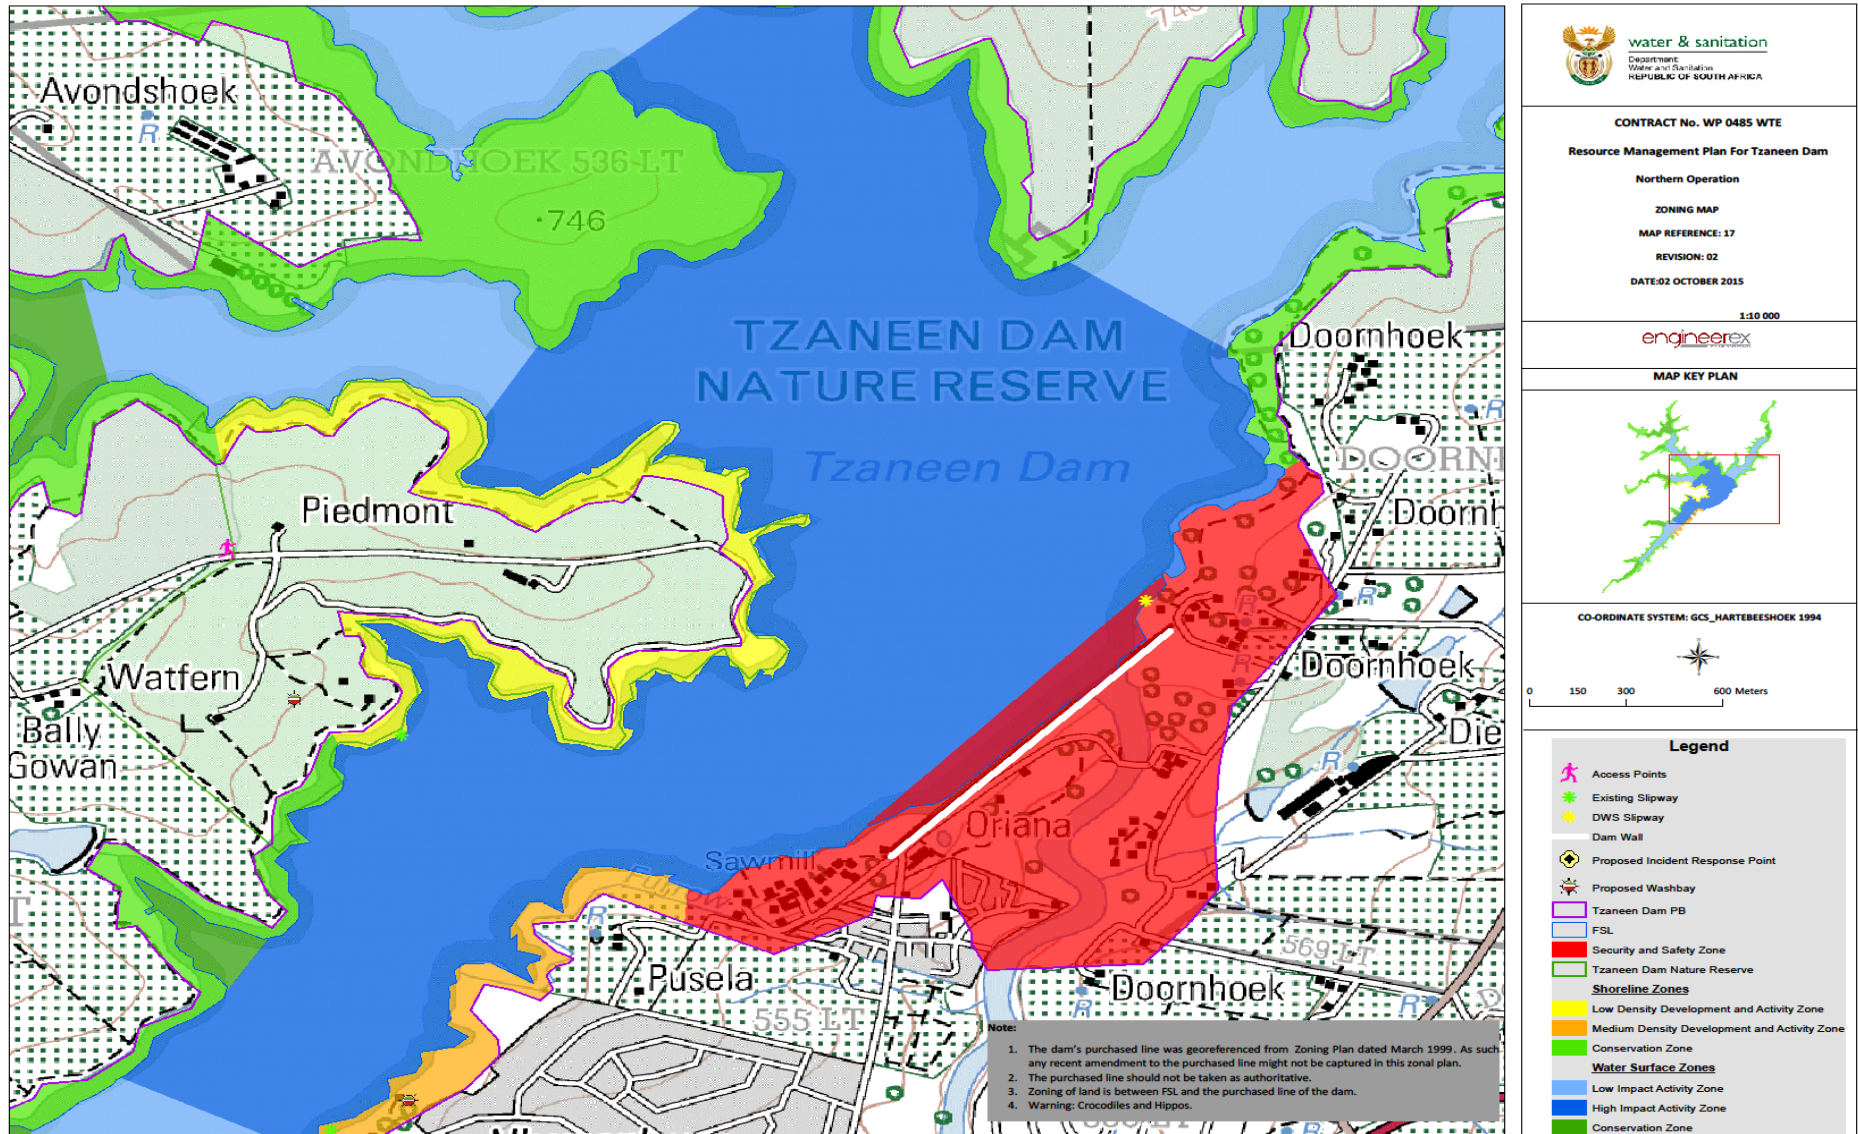 Avondshoek
R
AVONDHOEK 536 LT
746
TZANEEN DAM
NATURE RESERVE
Tzaneen Dam
Doornhoek
R
DOORN
Doornh
Piedmont
R
R
Doornhoek
R
Watfern
Bally
Gowan
Die
R
Oriana
Sawmill
Furrow
R
T
Pusela
555 LT
569 LT
Doornhoek
R
R
Note:
1. The dam's purchased line was georeferenced from Zoning Plan dated March 1999. As such
any recent amendment to the purchased line might not be captured in this zonal plan.
2. The purchased line should not be taken as authoritative.
3. Zoning of land is between FSL and the purchased line of the dam.
4. Warning: Crocodiles and Hippos.
R
water & sanitation
Department:
Water and Sanitation
REPUBLIC OF SOUTH AFRICA
CONTRACT No. WP 0485 WTE
Resource Management Plan For Tzaneen Dam
Northern Operation
ZONING MAP
MAP REFERENCE: 17
REVISION: 02
DATE:02 OCTOBER 2015
1:10 000
engineerex
MAP KEY PLAN
CO-ORDINATE SYSTEM: GCS_HARTEBEESHOEK 1994
0 150 300 600 Meters
Legend
Access Points
Existing Slipway
DWS Slipway
Dam Wall
Proposed Incident Response Point
Proposed Washbay
Tzaneen Dam PB
FSL
Security and Safety Zone
Tzaneen Dam Nature Reserve
Shoreline Zones
Low Density Development and Activity Zone
Medium Density Development and Activity Zone
Conservation Zone
Water Surface Zones
Low Impact Activity Zone
High Impact Activity Zone
Conservation Zone